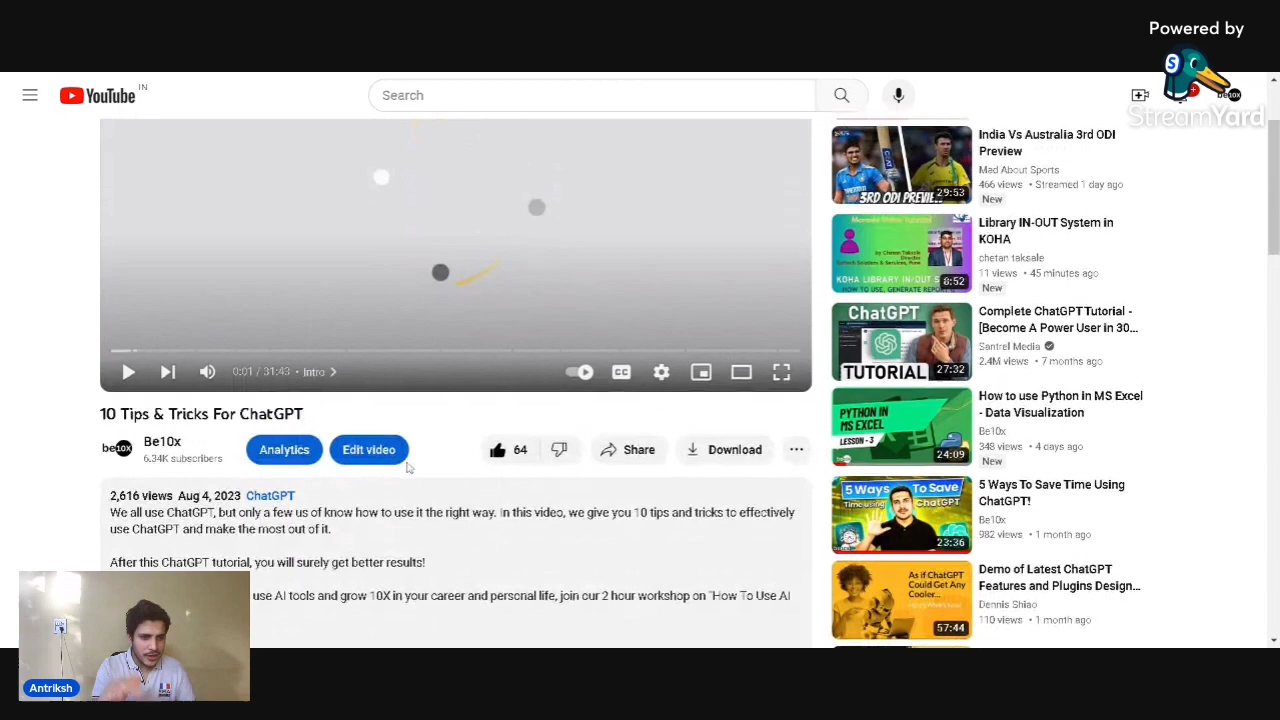 Powered by
StreamYard
YouTube IN
Search
0:01 / 31:43 • Intro
CC
10 Tips & Tricks For ChatGPT
be10X
Be10x
6.34K subscribers
Analytics
Edit video
64
Share
Download
2,616 views Aug 4, 2023 ChatGPT
We all use ChatGPT, but only a few us of know how to use it the right way. In this video, we give you 10 tips and tricks to effectively
use ChatGPT and make the most out of it.
After this ChatGPT tutorial, you will surely get better results!
use AI tools and grow 10X in your career and personal life, join our 2 hour workshop on "How To Use AI
Antriksh
3RD ODI PREVIEW
29:53
India Vs Australia 3rd ODI
Preview
Mad About Sports
466 views • Streamed 1 day ago
New
by Chetan Taksale
Director
KOHA LIBRARY IN/OUT
HOW TO USE, GENERATE REPORT
8:52
Library IN-OUT System in
KOHA
chetan taksale
11 views • 45 minutes ago
New
ChatGPT
TUTORIAL
27:32
Complete ChatGPT Tutorial -
[Become A Power User in 30...
Santrel Media
2.4M views • 7 months ago
PYTHON IN
MS EXCEL
LESSON - 3
24:09
How to use Python in MS Excel
- Data Visualization
Be10x
348 views • 4 days ago
New
5 Ways To Save
Time Using ChatGPT
23:36
5 Ways To Save Time Using
ChatGPT!
Be10x
982 views • 1 month ago
As if ChatGPT
Could Get Any
Cooler...
57:44
Demo of Latest ChatGPT
Features and Plugins Design...
Dennis Shiao
110 views • 1 month ago